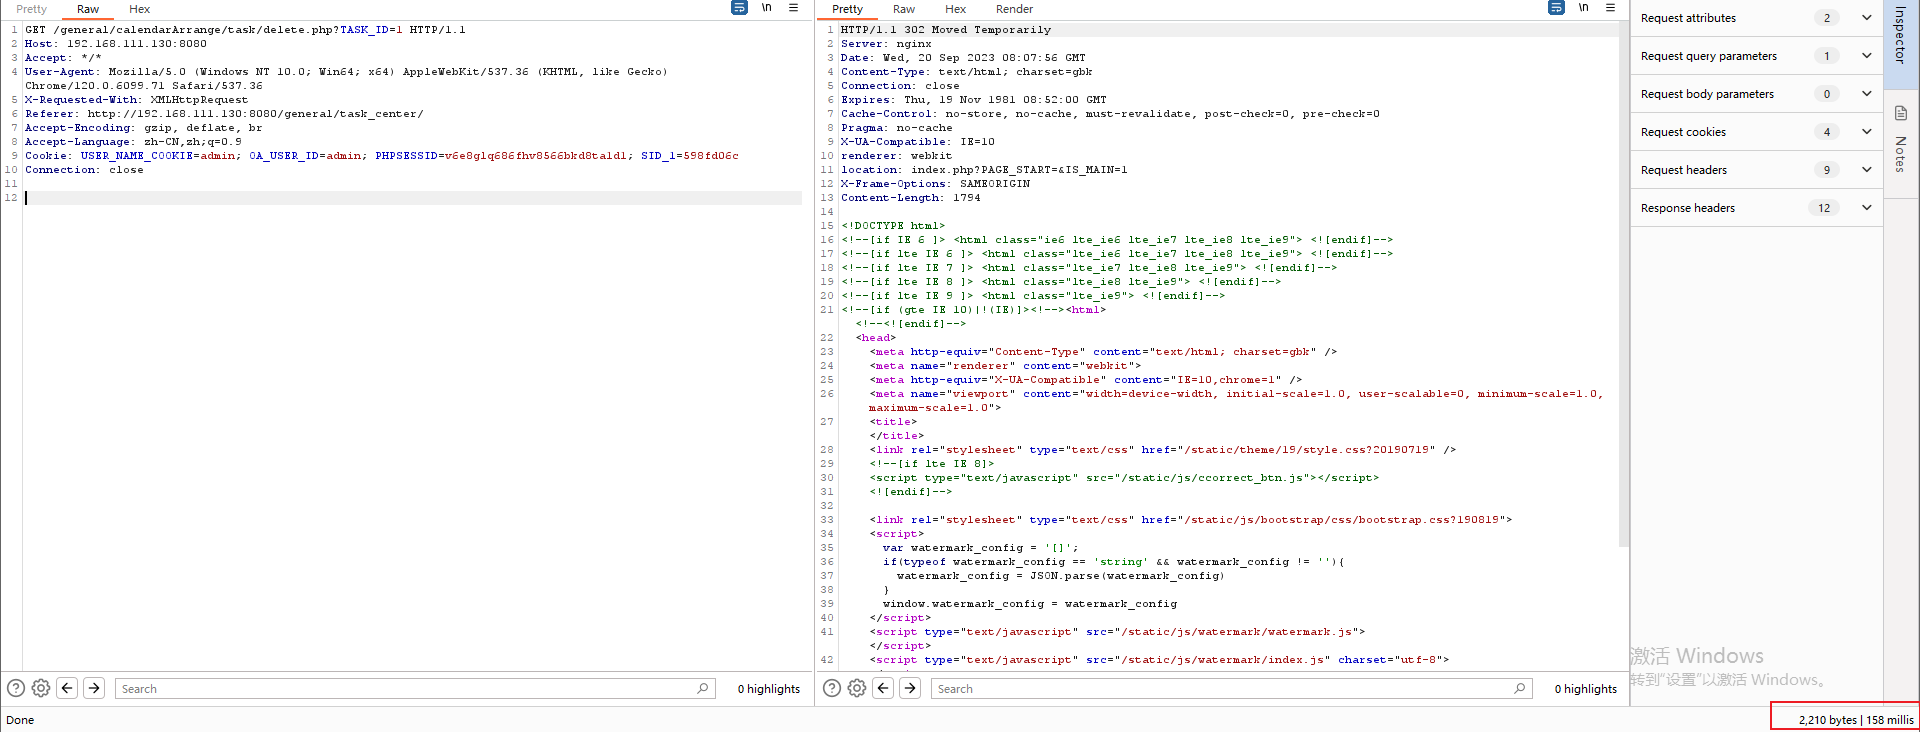 Pretty Raw Hex \n
1 GET /general/calendarArrange/task/delete.php?TASK_ID=1 HTTP/1.1
2 Host: 192.168.111.130:8080
3 Accept: */*
4 User-Agent: Mozilla/5.0 (Windows NT 10.0; Win64; x64) AppleWebKit/537.36 (KHTML, like Gecko)
Chrome/120.0.6099.71 Safari/537.36
5 X-Requested-With: XMLHttpRequest
6 Referer: http://192.168.111.130:8080/general/task_center/
7 Accept-Encoding: gzip, deflate, br
8 Accept-Language: zh-CN,zh;q=0.9
9 Cookie: USER_NAME_COOKIE=admin; OA_USER_ID=admin; PHPSESSID=v6e8glq686fhv8566bkd8ta1d1; SID_1=598fd06c
10 Connection: close
11
12
Search 0 highlights
Pretty Raw Hex Render \n
1 HTTP/1.1 302 Moved Temporarily
2 Server: nginx
3 Date: Wed, 20 Sep 2023 08:07:56 GMT
4 Content-Type: text/html; charset=gbk
5 Connection: close
6 Expires: Thu, 19 Nov 1981 08:52:00 GMT
7 Cache-Control: no-store, no-cache, must-revalidate, post-check=0, pre-check=0
8 Pragma: no-cache
9 X-UA-Compatible: IE=10
10 renderer: webkit
11 location: index.php?PAGE_START=&IS_MAIN=1
12 X-Frame-Options: SAMEORIGIN
13 Content-Length: 1794
14
15 <!DOCTYPE html>
16 <!--[if IE 6 ]> <html class="ie6 lte_ie6 lte_ie7 lte_ie8 lte_ie9"> <![endif]-->
17 <!--[if lte IE 6 ]> <html class="lte_ie6 lte_ie7 lte_ie8 lte_ie9"> <![endif]-->
18 <!--[if lte IE 7 ]> <html class="lte_ie7 lte_ie8 lte_ie9"> <![endif]-->
19 <!--[if lte IE 8 ]> <html class="lte_ie8 lte_ie9"> <![endif]-->
20 <!--[if lte IE 9 ]> <html class="lte_ie9"> <![endif]-->
21 <!--[if (gte IE 10)|!(IE)]><!--><html>
<!--<![endif]-->
22 <head>
23 <meta http-equiv="Content-Type" content="text/html; charset=gbk" />
24 <meta name="renderer" content="webkit">
25 <meta http-equiv="X-UA-Compatible" content="IE=10,chrome=1" />
26 <meta name="viewport" content="width=device-width, initial-scale=1.0, user-scalable=0, minimum-scale=1.0,
maximum-scale=1.0">
27 <title>
</title>
28 <link rel="stylesheet" type="text/css" href="/static/theme/19/style.css?20190719" />
29 <!--[if lte IE 8]>
30 <script type="text/javascript" src="/static/js/ccorrect_btn.js"></script>
31 <![endif]-->
32
33 <link rel="stylesheet" type="text/css" href="/static/js/bootstrap/css/bootstrap.css?190819">
34 <script>
35 var watermark_config = '[]';
36 if(typeof watermark_config == 'string' && watermark_config != ''){
37 watermark_config = JSON.parse(watermark_config)
38 }
39 window.watermark_config = watermark_config
40 </script>
41 <script type="text/javascript" src="/static/js/watermark/watermark.js">
</script>
42 <script type="text/javascript" src="/static/js/watermark/index.js" charset="utf-8">
Search 0 highlights
Request attributes 2
Request query parameters 1
Request body parameters 0
Request cookies 4
Request headers 9
Response headers 12
Inspector
Notes
激活 Windows
转到“设置”以激活 Windows。
Done
2,210 bytes | 158 millis